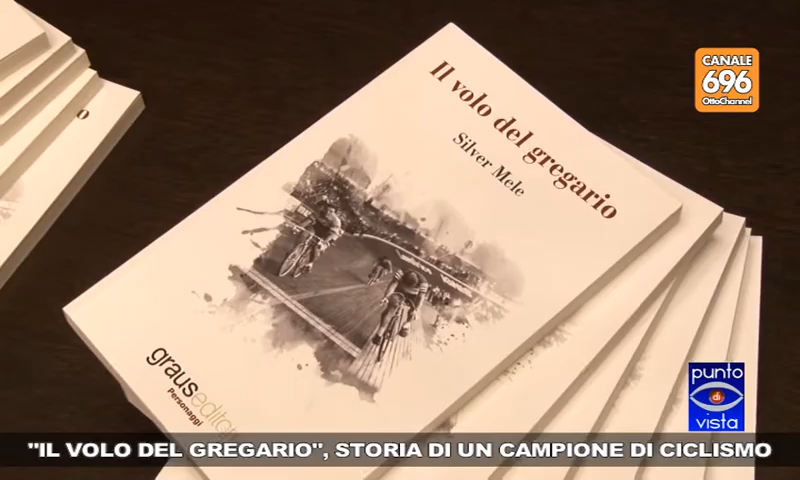 CANALE
696
OttoChannel
Il volo del gregario
Silver Mele
grausedito
Personaggi
punto
di
vista
"IL VOLO DEL GREGARIO", STORIA DI UN CAMPIONE DI CICLISMO